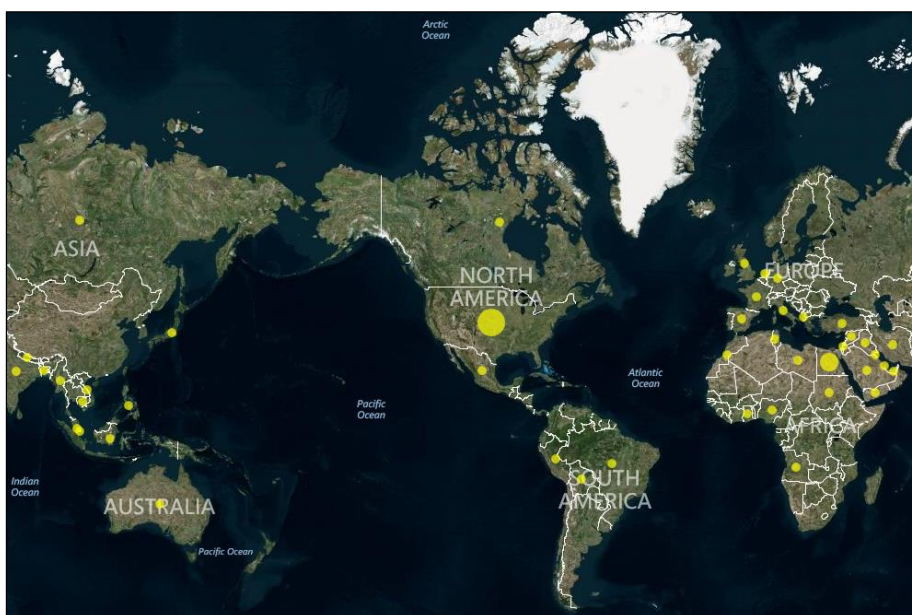 Arctic
Ocean
ASIA
NORTH
AMERICA
EUROPE
Atlantic
Ocean
Pacific
Ocean
AFRICA
Indian
Ocean
AUSTRALIA
SOUTH
AMERICA
Pacific Ocean